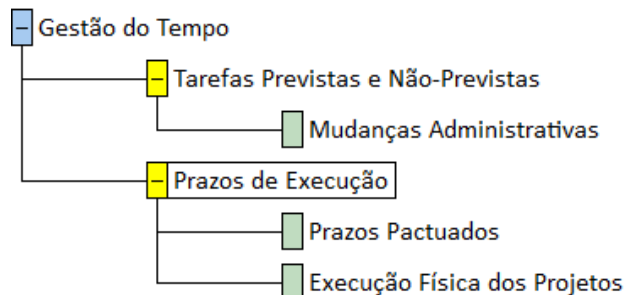 Gestão do Tempo
Tarefas Previstas e Não-Previstas
Mudanças Administrativas
Prazos de Execução
Prazos Pactuados
Execução Física dos Projetos